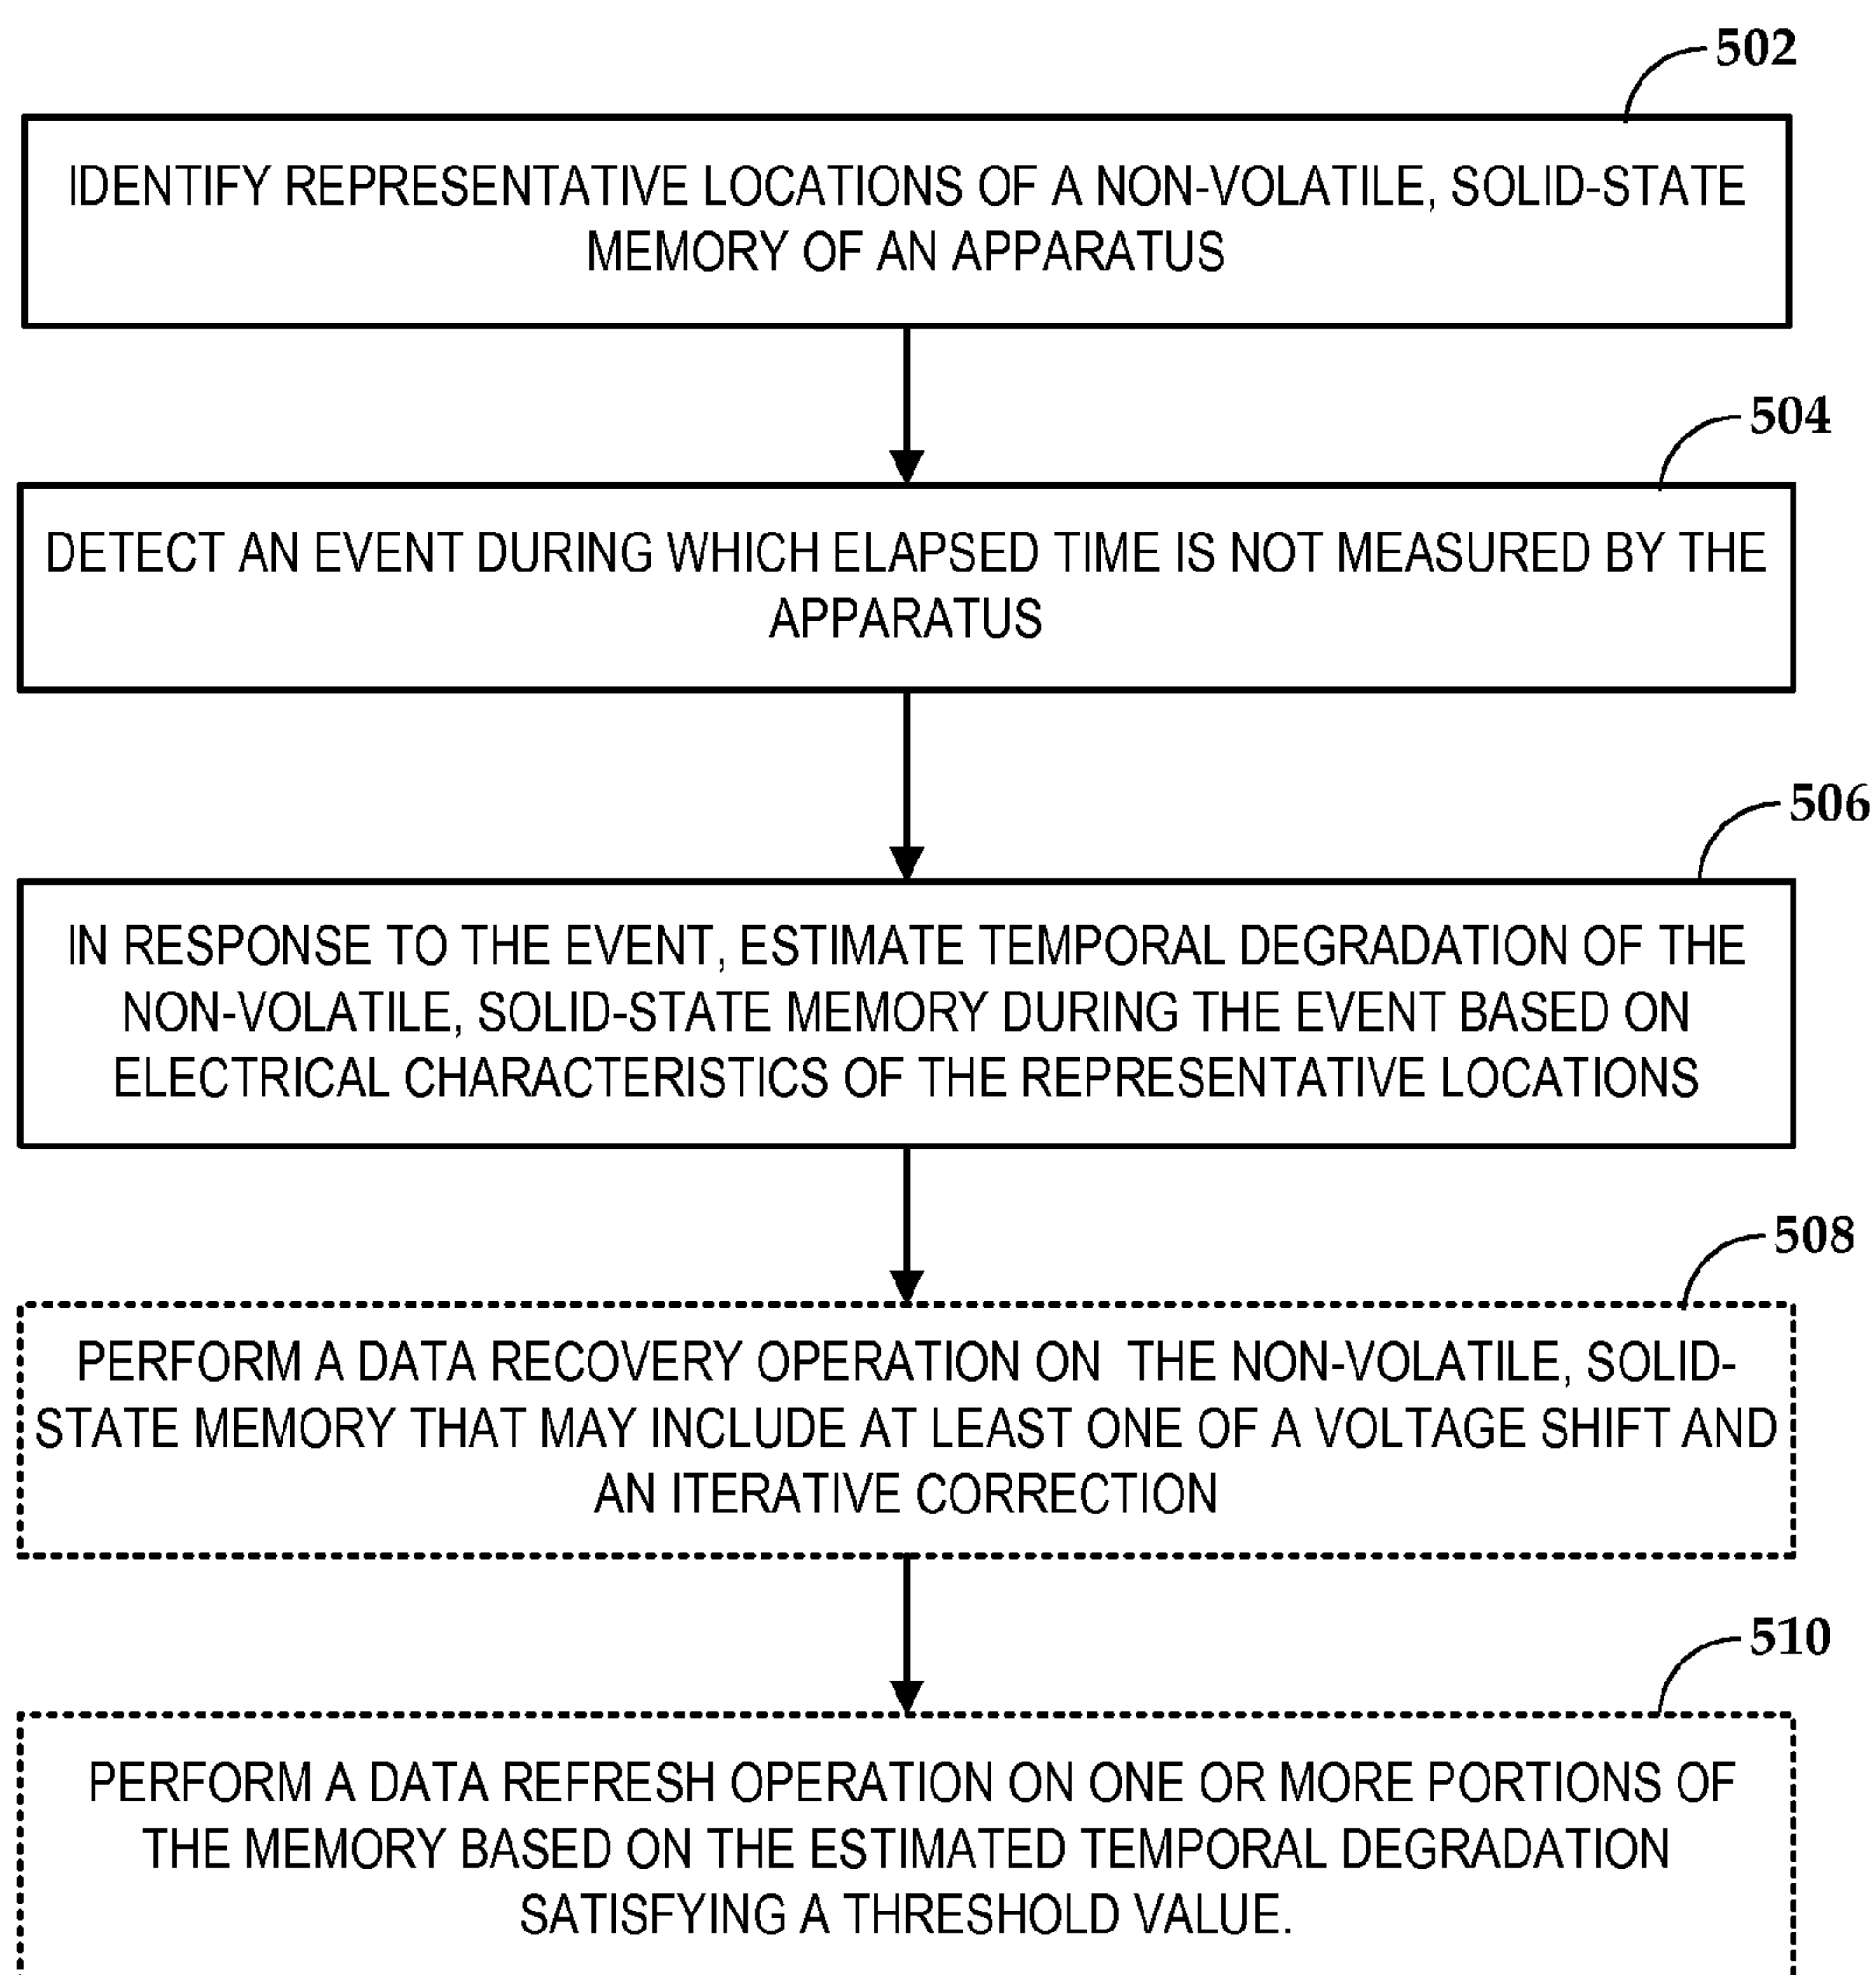 502
IDENTIFY REPRESENTATIVE LOCATIONS OF A NON-VOLATILE, SOLID-STATE
MEMORY OF AN APPARATUS
504
DETECT AN EVENT DURING WHICH ELAPSED TIME IS NOT MEASURED BY THE
APPARATUS
506
IN RESPONSE TO THE EVENT, ESTIMATE TEMPORAL DEGRADATION OF THE
NON-VOLATILE, SOLID-STATE MEMORY DURING THE EVENT BASED ON
ELECTRICAL CHARACTERISTICS OF THE REPRESENTATIVE LOCATIONS
508
PERFORM A DATA RECOVERY OPERATION ON THE NON-VOLATILE, SOLID-
STATE MEMORY THAT MAY INCLUDE AT LEAST ONE OF A VOLTAGE SHIFT AND
AN ITERATIVE CORRECTION
510
PERFORM A DATA REFRESH OPERATION ON ONE OR MORE PORTIONS OF
THE MEMORY BASED ON THE ESTIMATED TEMPORAL DEGRADATION
SATISFYING A THRESHOLD VALUE.